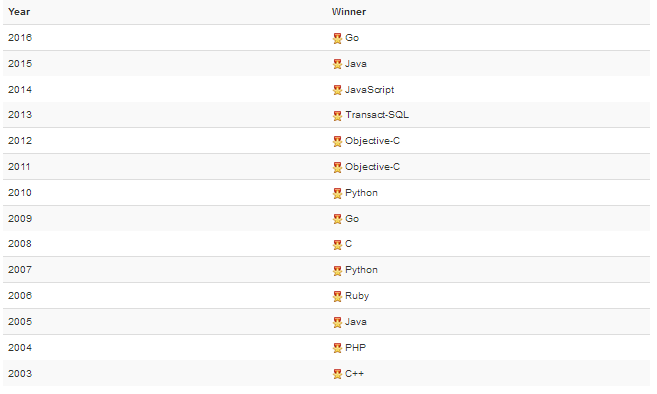 Year Winner
2016 Go
2015 Java
2014 JavaScript
2013 Transact-SQL
2012 Objective-C
2011 Objective-C
2010 Python
2009 Go
2008 C
2007 Python
2006 Ruby
2005 Java
2004 PHP
2003 C++